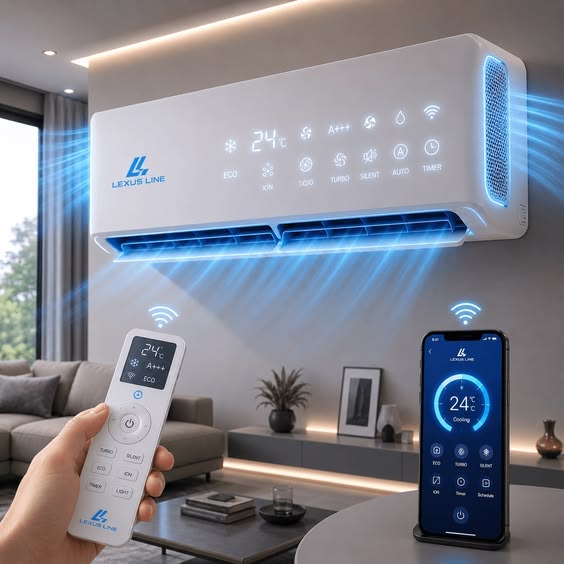 24°C
A+++
ECO
ION
TURBO
SILENT
AUTO
TIMER
LEXUS LINE
24°C
A+++
ECO
TURBO
SILENT
ECO
ION
TIMER
LIGHT
LEXUS LINE
LEXUS LINE
24°C
Cooling
ECO
TURBO
SILENT
ION
Timer
Schedule